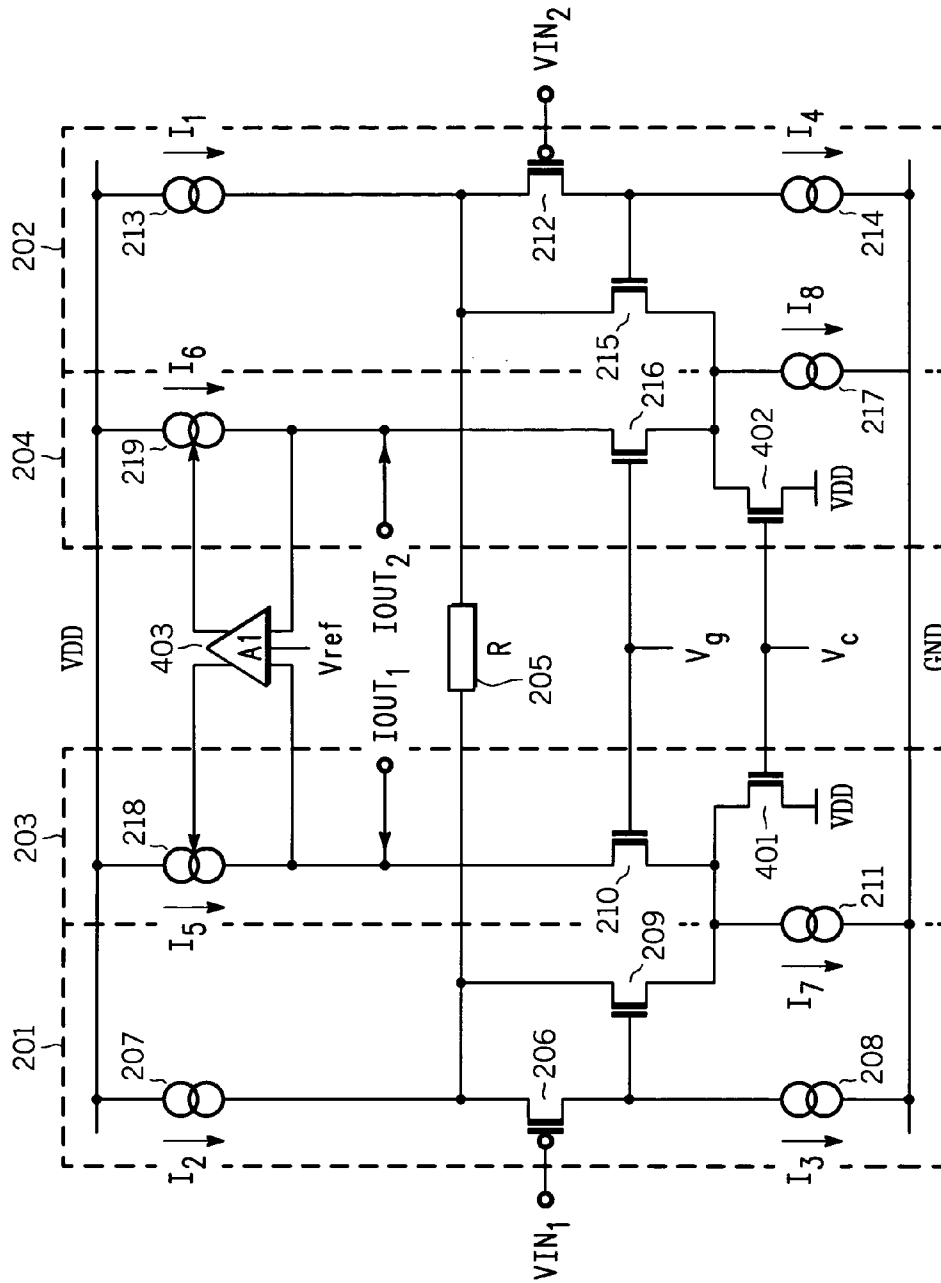 201
203
204
202
VDD
I₂
207
I₅
218
403
A1
Vref
219
I₆
213
I₁
IOUT₁
IOUT₂
R
205
VIN₁
206
209
210
V_g
216
215
212
VIN₂
V_c
401
VDD
402
VDD
I₃
208
I₇
211
217
I₈
214
I₄
GND